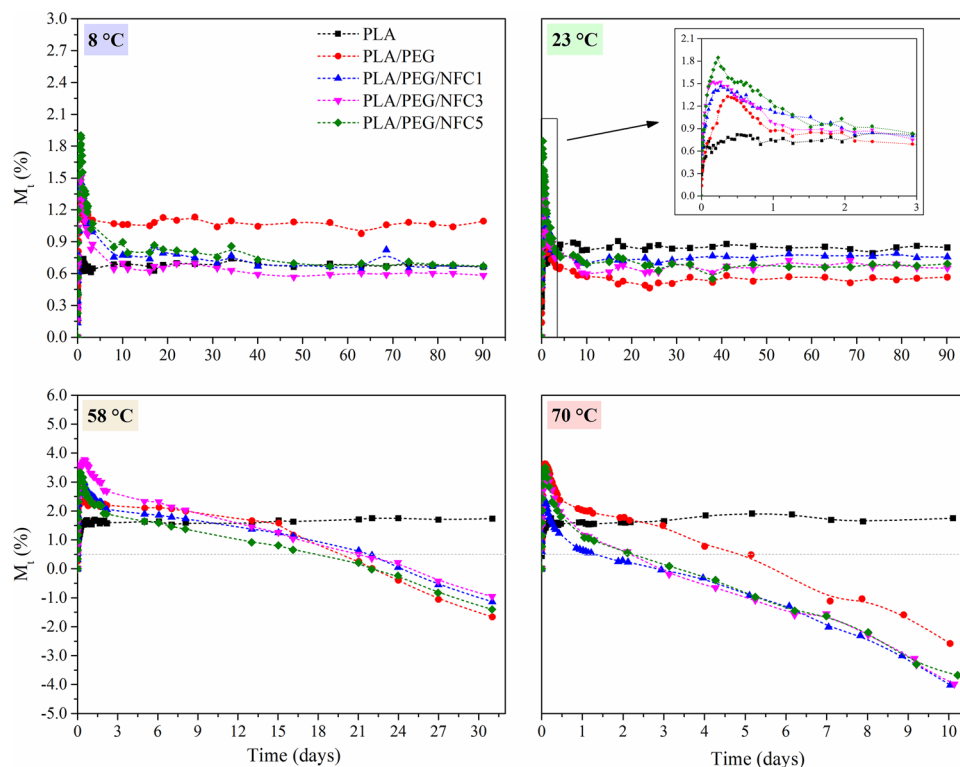 8 °C
PLA
PLA/PEG
PLA/PEG/NFC1
PLA/PEG/NFC3
PLA/PEG/NFC5
M_t (%)
3.0
2.7
2.4
2.1
1.8
1.5
1.2
0.9
0.6
0.3
0.0
0 10 20 30 40 50 60 70 80 90
23 °C
2.1
1.8
1.5
1.2
0.9
0.6
0.3
0.0
0 1 2 3
0 10 20 30 40 50 60 70 80 90
58 °C
M_t (%)
6.0
5.0
4.0
3.0
2.0
1.0
0.0
-1.0
-2.0
-3.0
-4.0
-5.0
0 3 6 9 12 15 18 21 24 27 30
Time (days)
70 °C
0 1 2 3 4 5 6 7 8 9 10
Time (days)